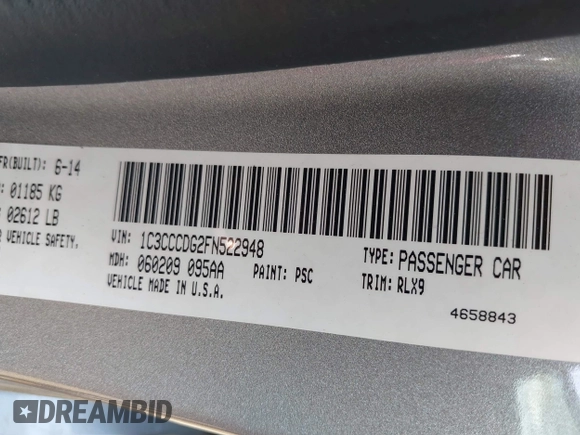 FR(BUILT): 6-14
01185 KG
02612 LB
VEHICLE SAFETY.
VIN: 1C3CCCDG2FN522948
TYPE: PASSENGER CAR
MDH: 060209 095AA PAINT: PSC
TRIM: RLX9
VEHICLE MADE IN U.S.A.
4658843
DREAMBID